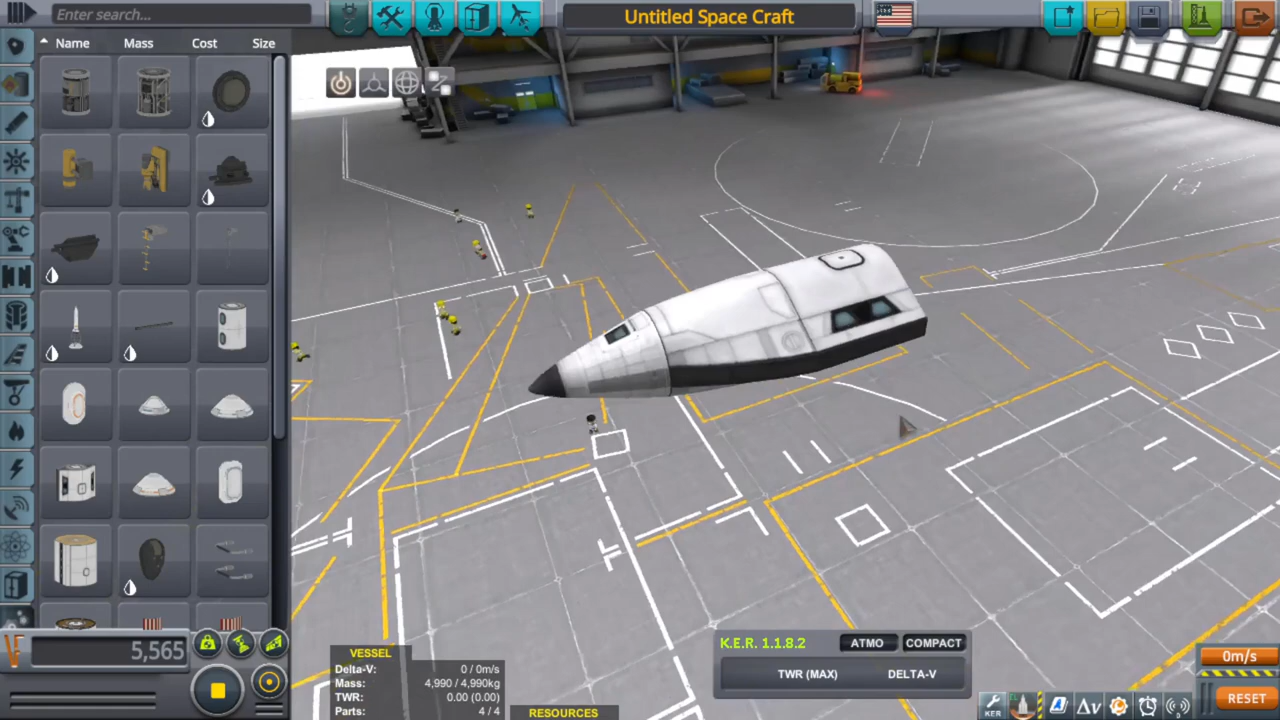 Enter search...
Untitled Space Craft
Name Mass Cost Size
5,565
VESSEL
Delta-V: 0 / 0m/s
Mass: 4,990 / 4,990kg
TWR: 0.00 (0.00)
Parts: 4 / 4
RESOURCES
K.E.R. 1.1.8.2 ATMO COMPACT
TWR (MAX) DELTA-V
0m/s
KER Δv RESET